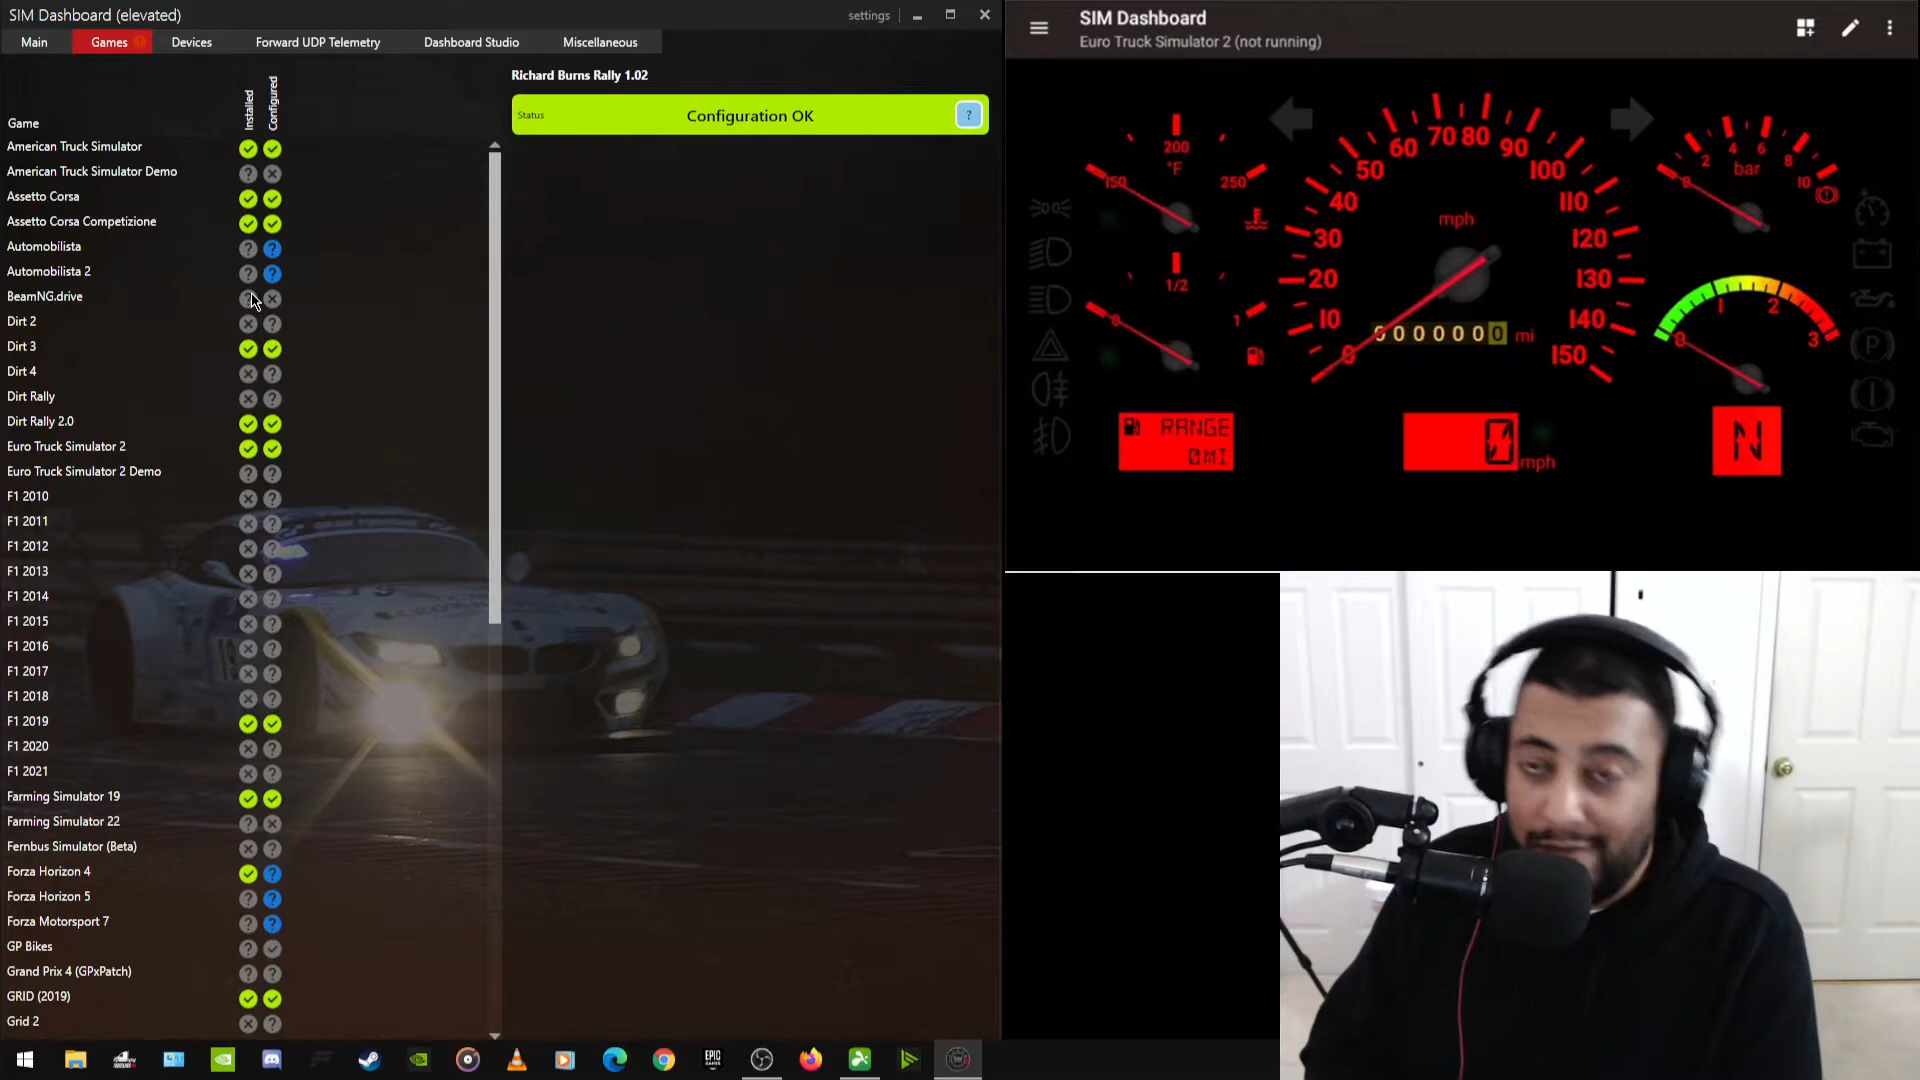 SIM Dashboard (elevated)
settings
Main
Games
Devices
Forward UDP Telemetry
Dashboard Studio
Miscellaneous
Game
Installed
Configured
American Truck Simulator
American Truck Simulator Demo
Assetto Corsa
Assetto Corsa Competizione
Automobilista
Automobilista 2
BeamNG.drive
Dirt 2
Dirt 3
Dirt 4
Dirt Rally
Dirt Rally 2.0
Euro Truck Simulator 2
Euro Truck Simulator 2 Demo
F1 2010
F1 2011
F1 2012
F1 2013
F1 2014
F1 2015
F1 2016
F1 2017
F1 2018
F1 2019
F1 2020
F1 2021
Farming Simulator 19
Farming Simulator 22
Fernbus Simulator (Beta)
Forza Horizon 4
Forza Horizon 5
Forza Motorsport 7
GP Bikes
Grand Prix 4 (GPxPatch)
GRID (2019)
Grid 2
Richard Burns Rally 1.02
Status
Configuration OK
?
SIM Dashboard
Euro Truck Simulator 2 (not running)
150 200 250
°F
0 1/2 1
0 10 20 30 40 50 60 70 80 90 100 110 120 130 140 150
mph
0000000 mi
0 2 4 6 8 10
bar
0 1 2 3
RANGE
0MI
0 mph
N
EPIC
GAMES